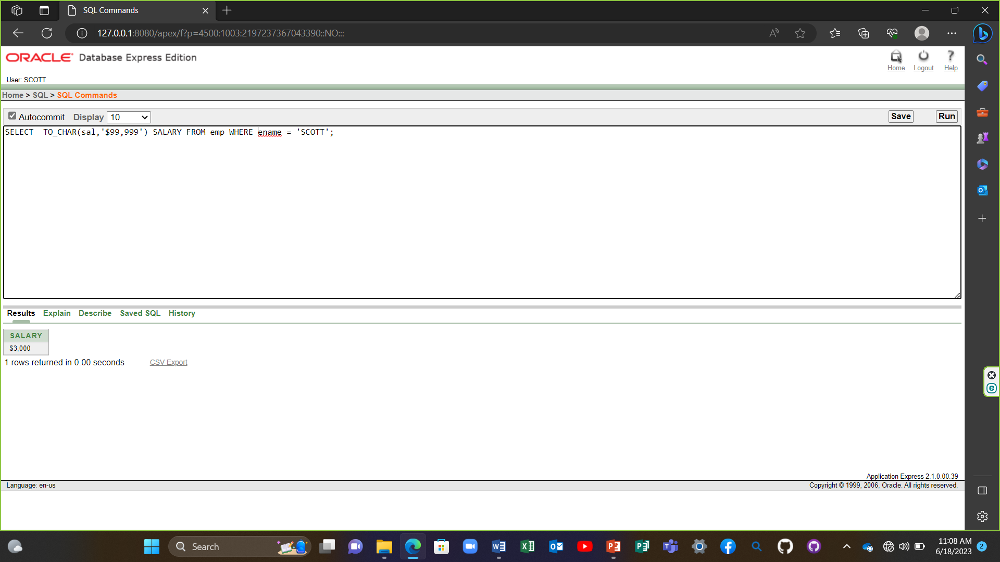 SQL Commands
127.0.0.1:8080/apex/f?p=4500:1003:2197237367043390::NO:::
ORACLE Database Express Edition
Home Logout Help
User: SCOTT
Home > SQL > SQL Commands
Autocommit Display 10 Save Run
SELECT  TO_CHAR(sal,'$99,999') SALARY FROM emp WHERE ename = 'SCOTT';
Results Explain Describe Saved SQL History
SALARY
$3,000
1 rows returned in 0.00 seconds CSV Export
Application Express 2.1.0.00.39
Language: en-us Copyright © 1999, 2006, Oracle. All rights reserved.
Search
11:08 AM
6/18/2023 2